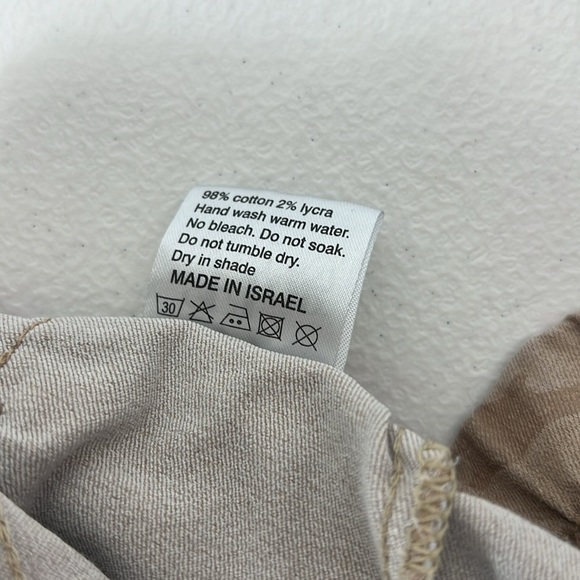 98% cotton 2% lycra
Hand wash warm water.
No bleach. Do not soak.
Do not tumble dry.
Dry in shade
MADE IN ISRAEL
30